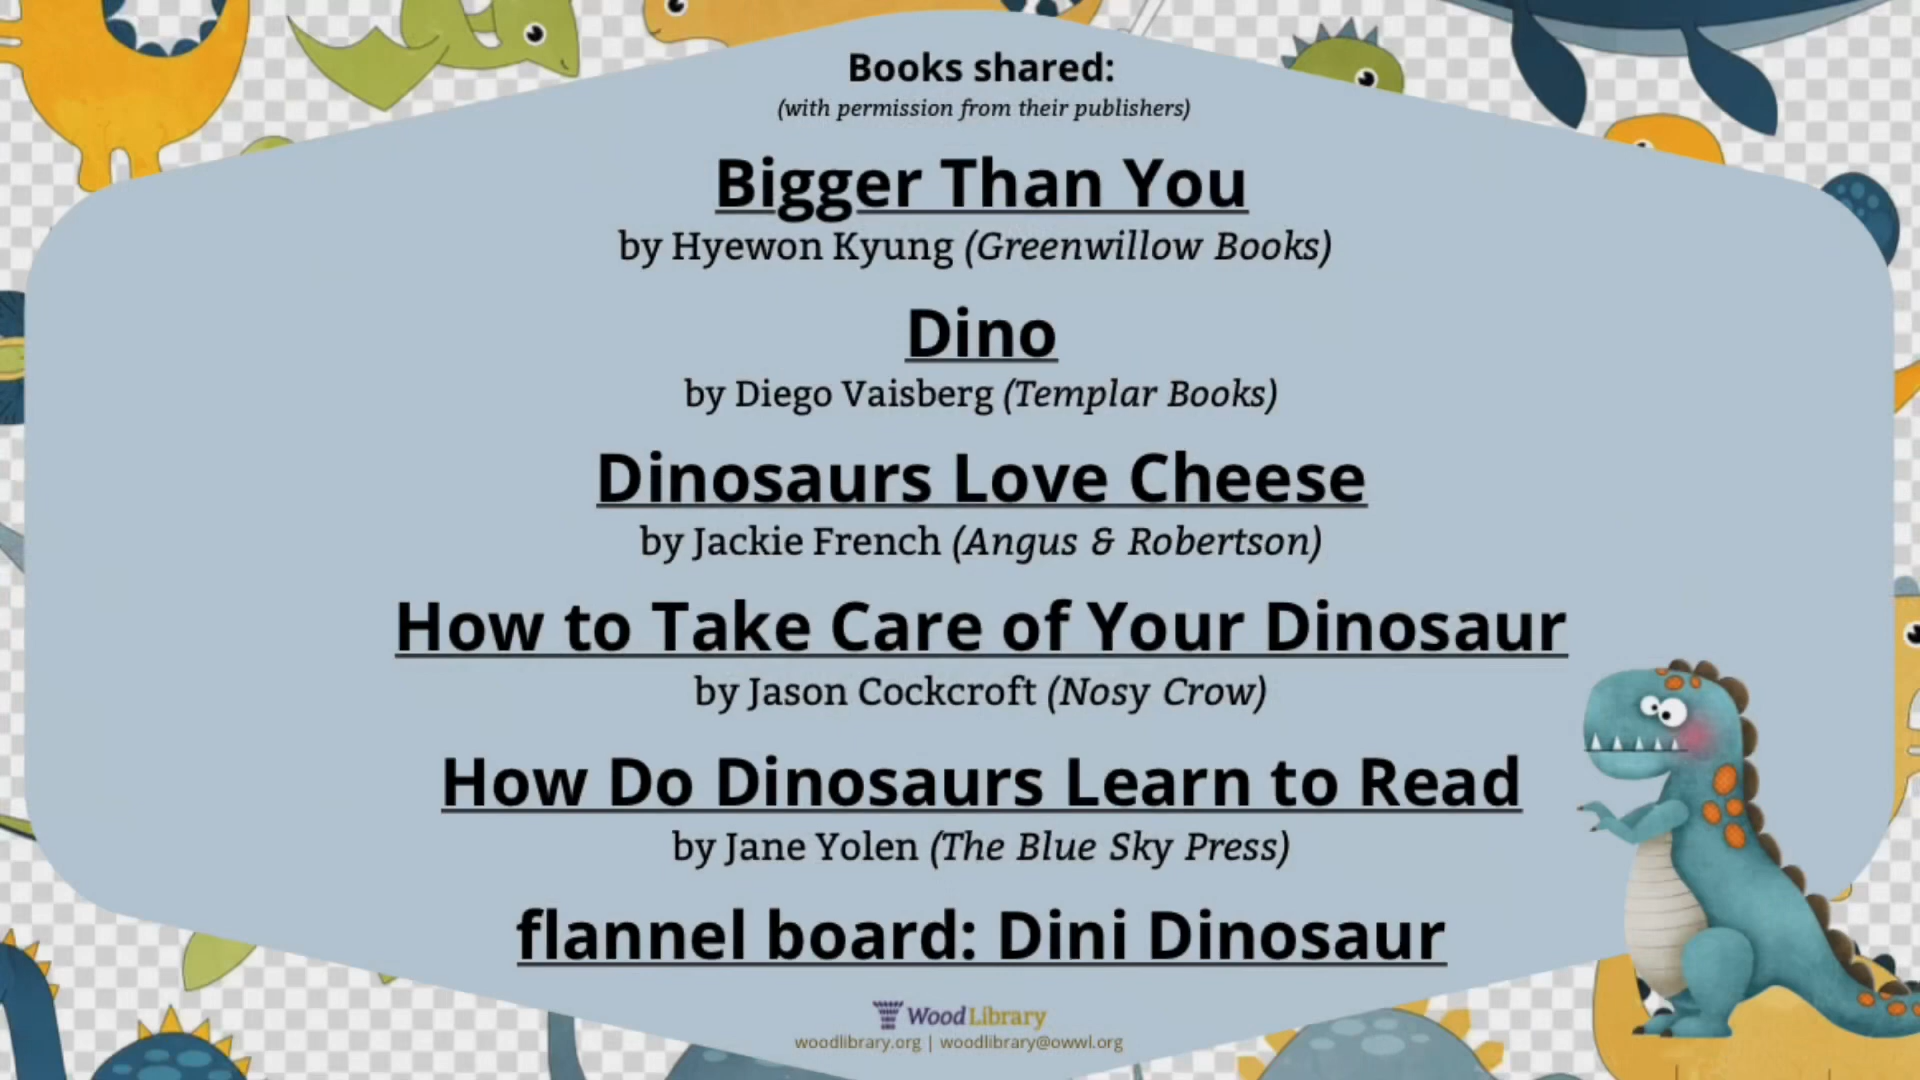 Books shared:
(with permission from their publishers)
Bigger Than You
by Hyewon Kyung (Greenwillow Books)
Dino
by Diego Vaisberg (Templar Books)
Dinosaurs Love Cheese
by Jackie French (Angus & Robertson)
How to Take Care of Your Dinosaur
by Jason Cockcroft (Nosy Crow)
How Do Dinosaurs Learn to Read
by Jane Yolen (The Blue Sky Press)
flannel board: Dini Dinosaur
Wood Library
woodlibrary.org | woodlibrary@owwl.org